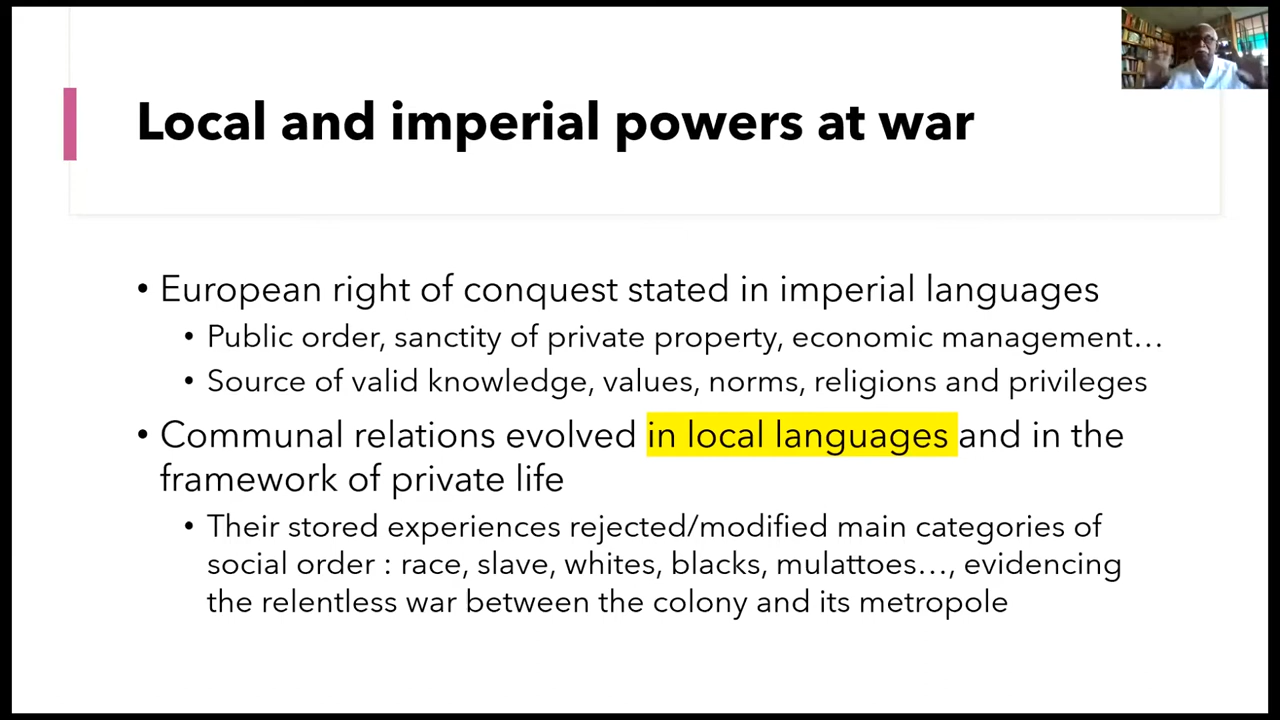 Local and imperial powers at war
• European right of conquest stated in imperial languages
• Public order, sanctity of private property, economic management…
• Source of valid knowledge, values, norms, religions and privileges
• Communal relations evolved in local languages and in the
framework of private life
• Their stored experiences rejected/modified main categories of
social order : race, slave, whites, blacks, mulattoes…, evidencing
the relentless war between the colony and its metropole